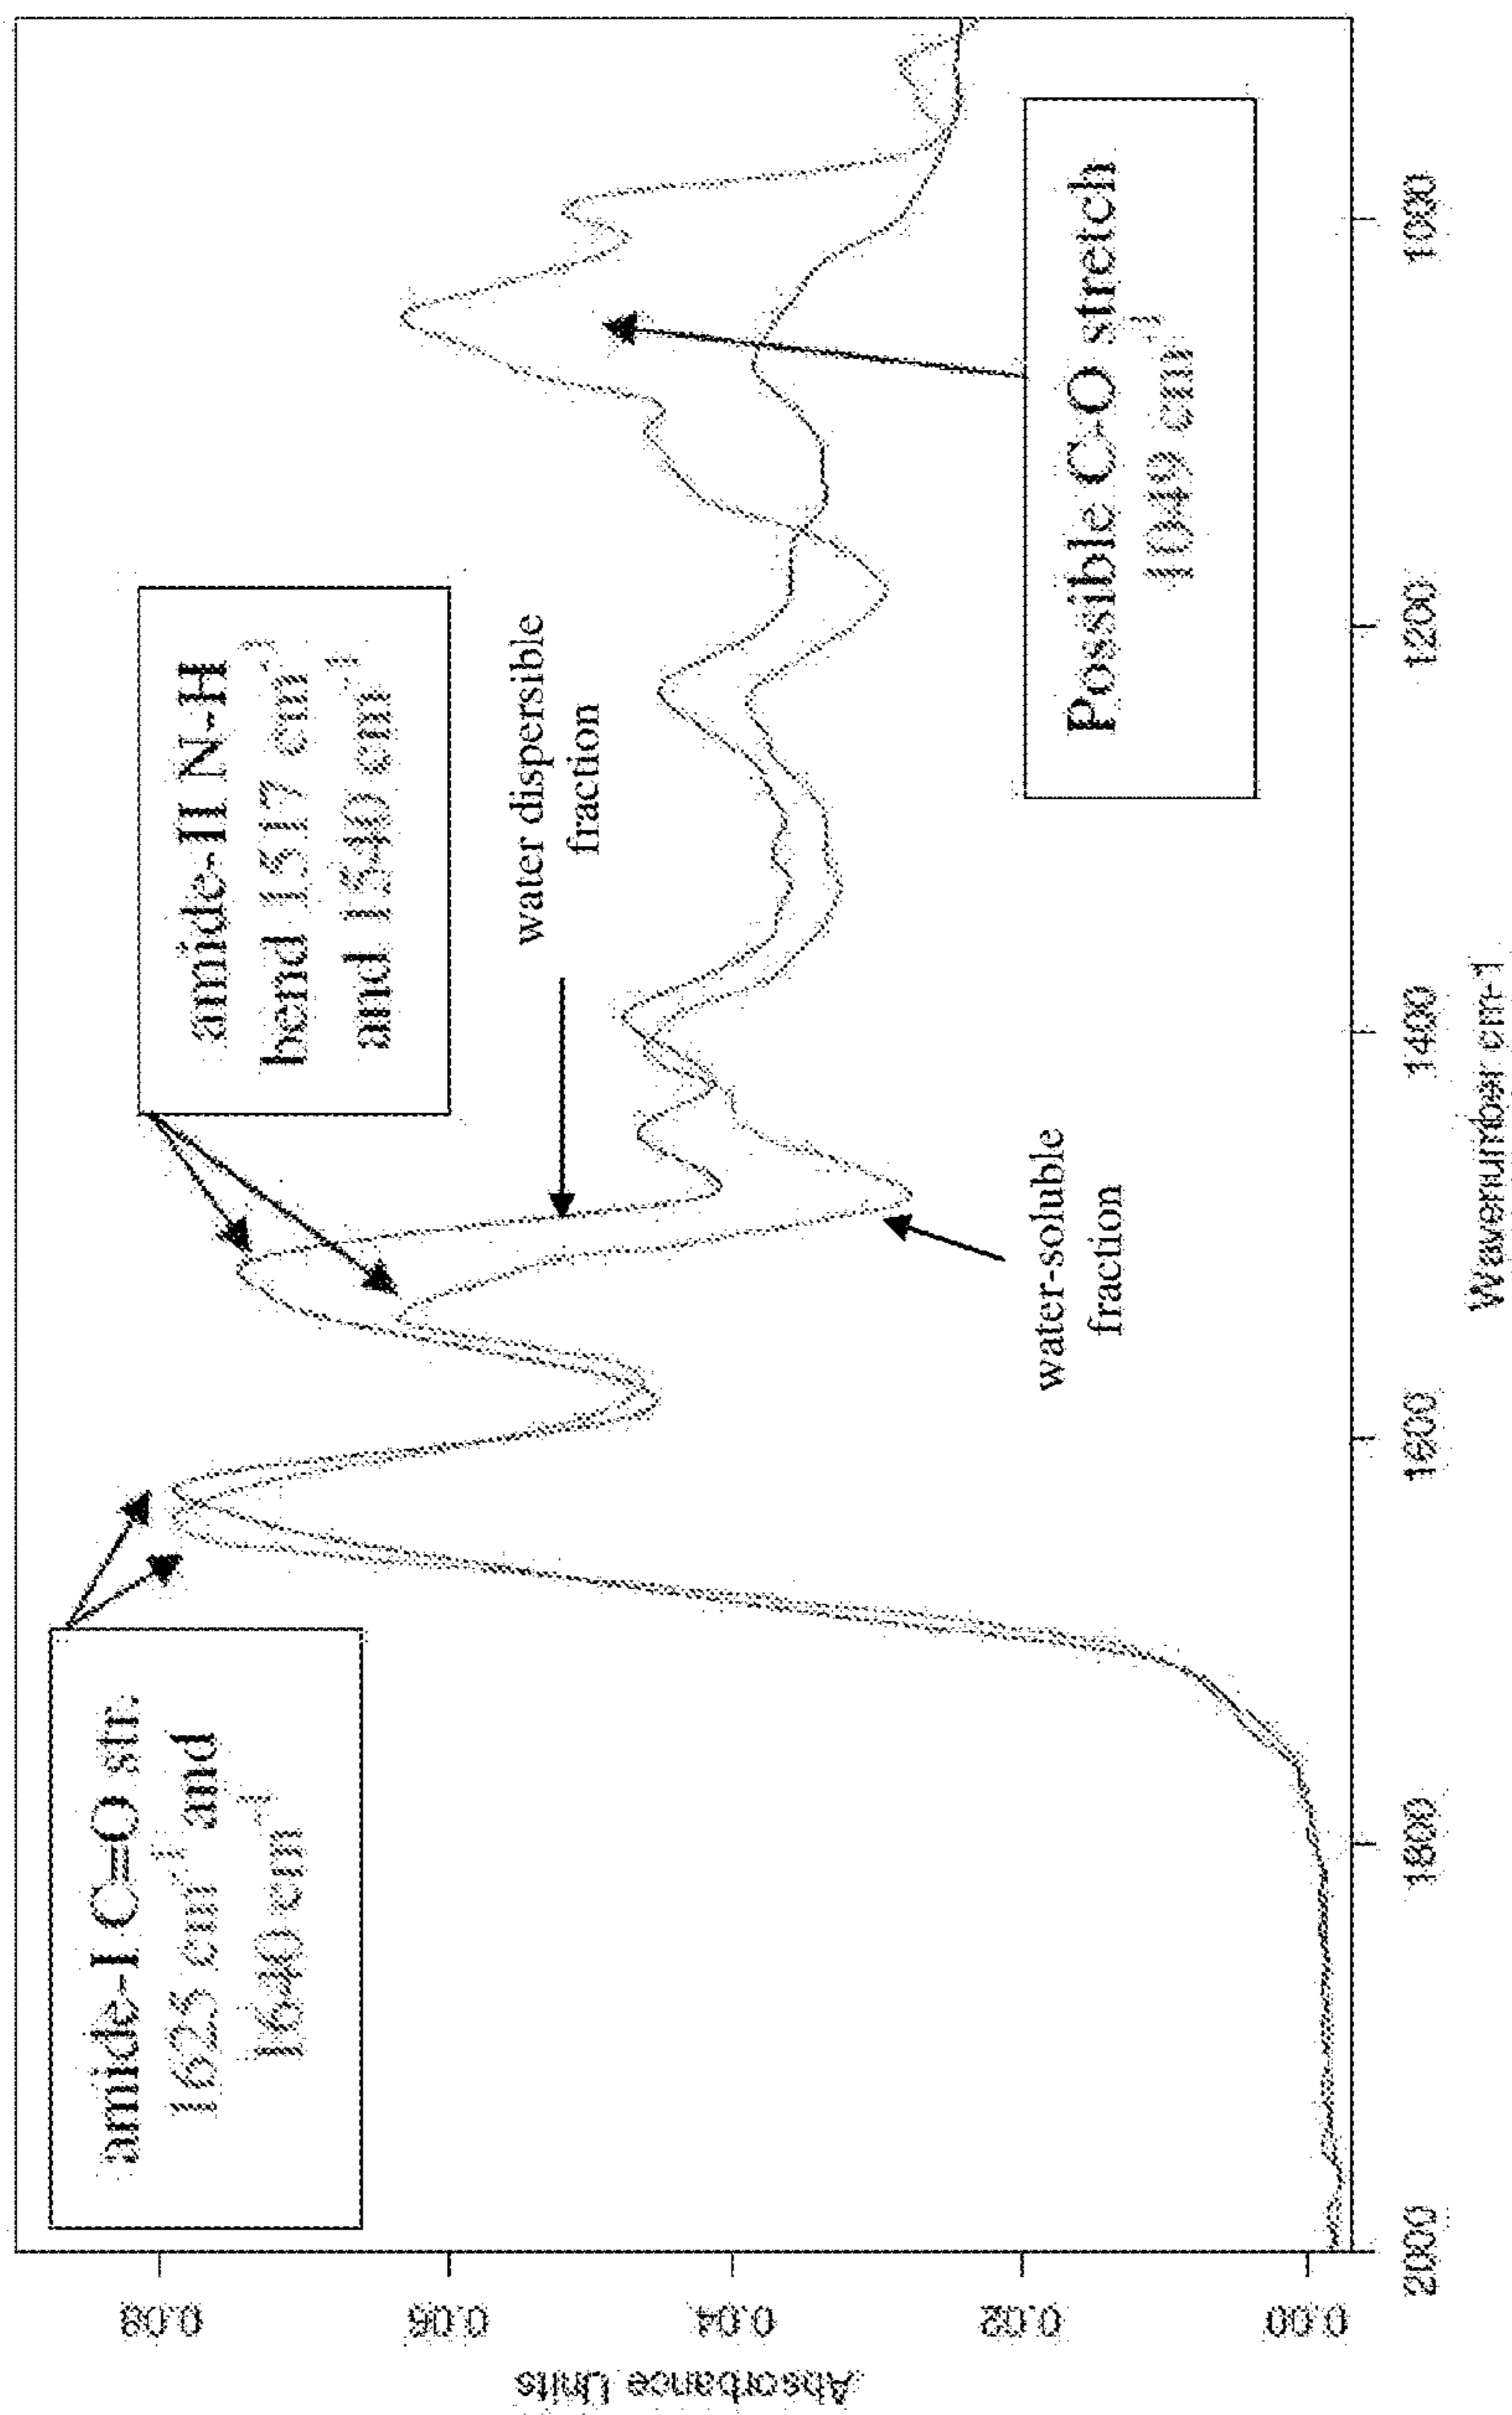 amide-I C=O str.
1625 cm⁻¹ and
1640 cm⁻¹
amide-II N-H
bend 1517 cm⁻¹
and 1540 cm⁻¹
water dispersible
fraction
water-soluble
fraction
Possible C-O stretch
1049 cm⁻¹
Absorbance Units
0.08
0.04
0.02
0.00
2000
1800
1600
1400
1200
1000
Wavenumber cm-1